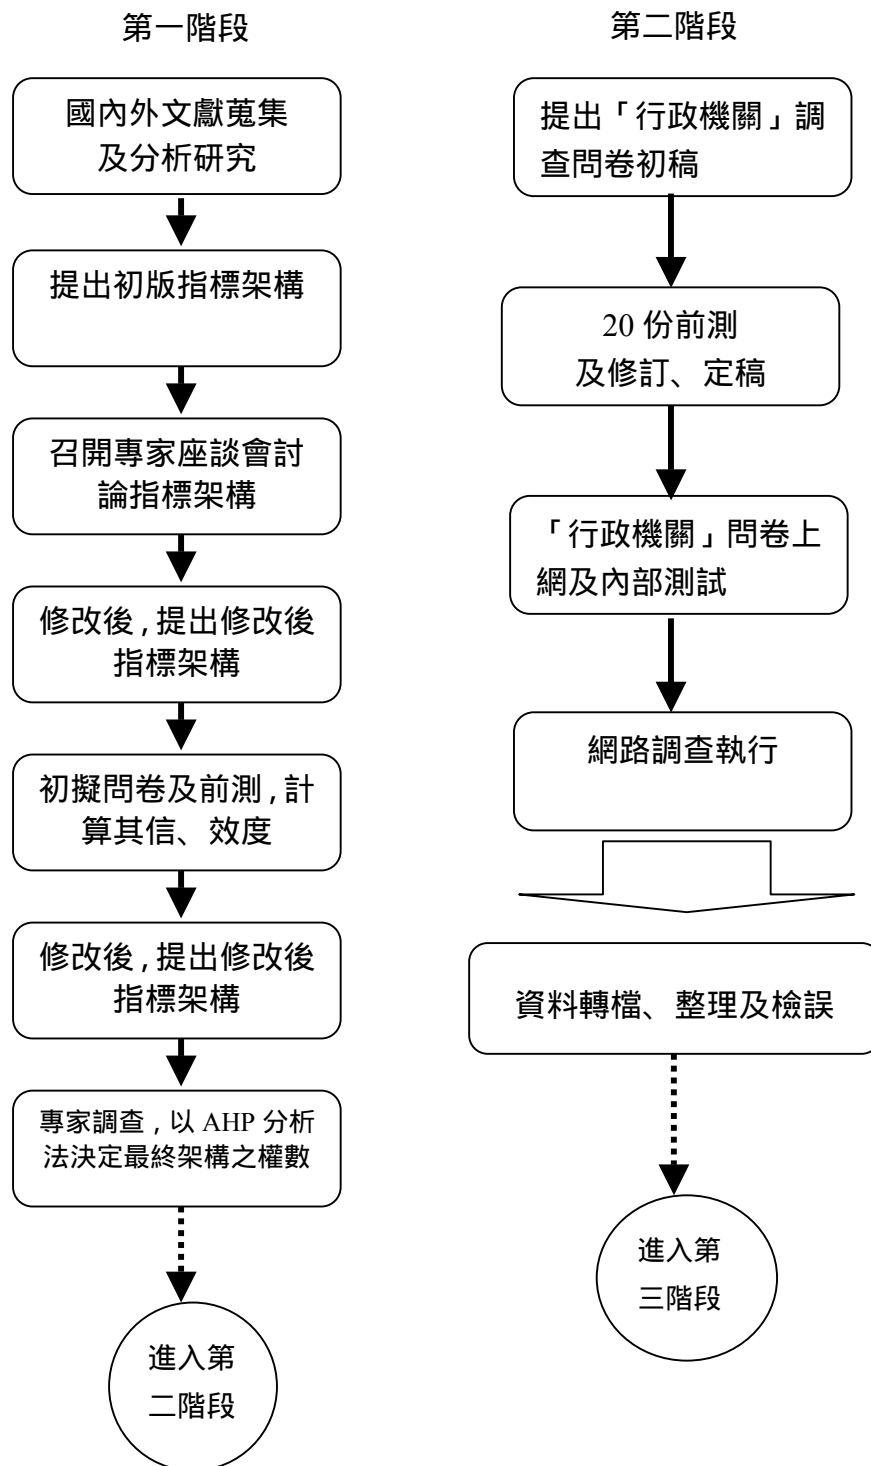 第一階段
國內外文獻蒐集
及分析研究
提出初版指標架構
召開專家座談會討
論指標架構
修改後,提出修改後
指標架構
初擬問卷及前測,計
算其信、效度
修改後,提出修改後
指標架構
專家調查,以 AHP 分析
法決定最終架構之權數
進入第
二階段
第二階段
提出「行政機關」調
查問卷初稿
20 份前測
及修訂、定稿
「行政機關」問卷上
網及內部測試
網路調查執行
資料轉檔、整理及檢誤
進入第
三階段